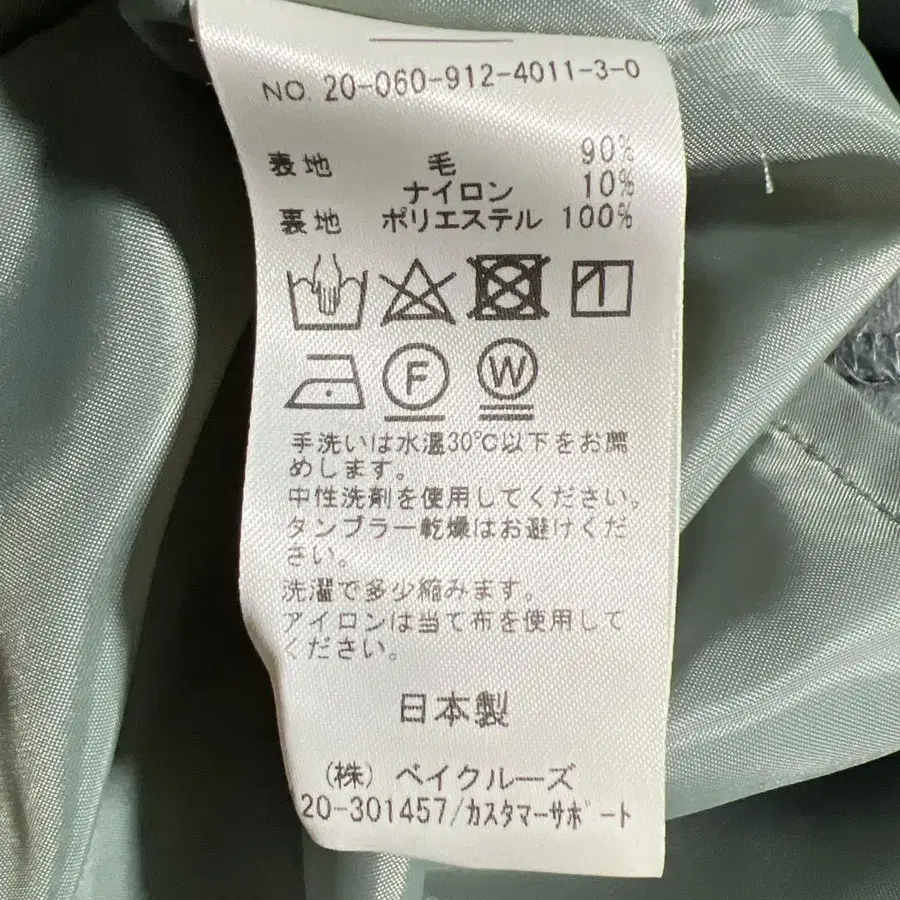 NO. 20-060-912-4011-3-0
表地 毛 90%
ナイロン 10%
裏地 ポリエステル 100%
F W
手洗いは水温30℃以下をお薦
めします。
中性洗剤を使用してください。
タンブラー乾燥はお避けくだ
さい。
洗濯で多少縮みます。
アイロンは当て布を使用して
ください。
日本製
(株) ベイクルーズ
20-301457/カスタマーサポート